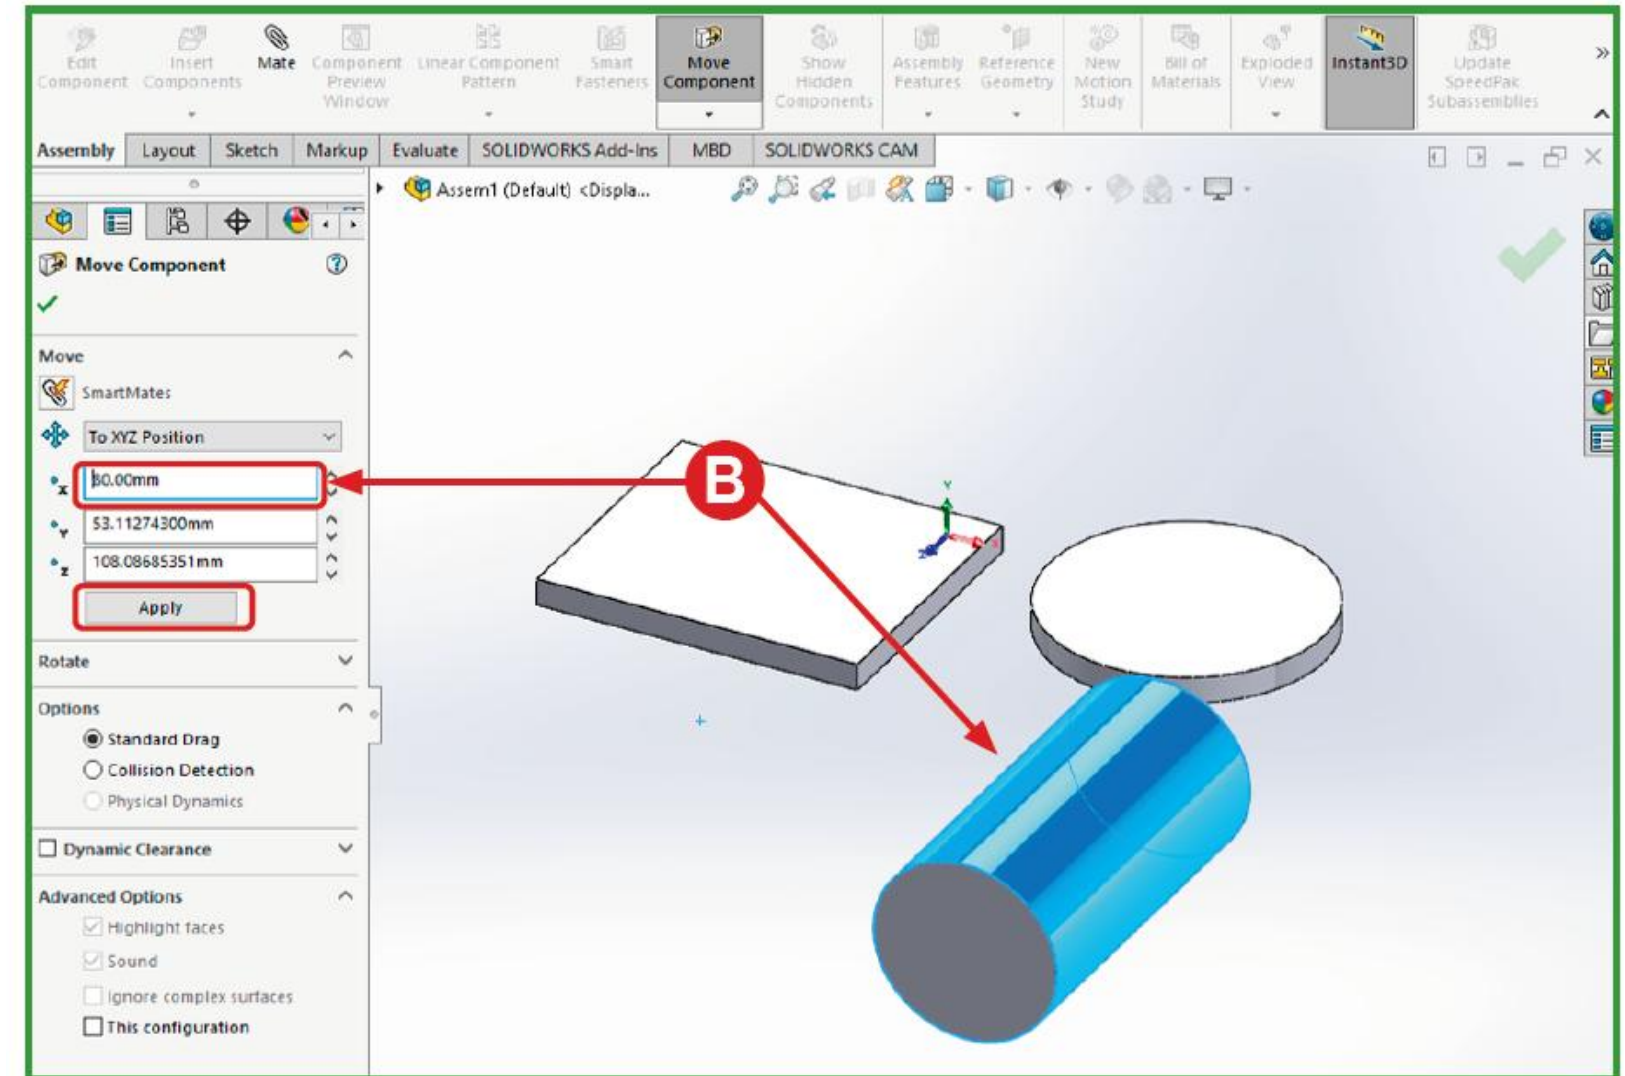 Edit Component
Insert Components
Mate
Component Preview Window
Linear Component Pattern
Smart Fasteners
Move Component
Show Hidden Components
Assembly Features
Reference Geometry
New Motion Study
Bill of Materials
Exploded View
Instant3D
Update SpeedPak Subassemblies
»
Assembly Layout Sketch Markup Evaluate SOLIDWORKS Add-Ins MBD SOLIDWORKS CAM
Assem1 (Default) <Displa...
Move Component
Move
SmartMates
To XYZ Position
X 80.00mm
Y 53.11274300mm
Z 108.08685351mm
Apply
Rotate
Options
Standard Drag
Collision Detection
Physical Dynamics
Dynamic Clearance
Advanced Options
Highlight faces
Sound
Ignore complex surfaces
This configuration
B
Y
Z
X